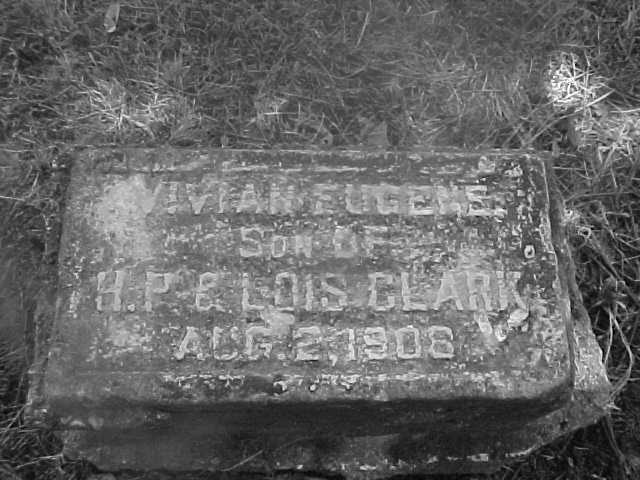 VIVIAN EUGENE.
SON OF
H.P. & LOIS CLARK
AUG. 2, 1908